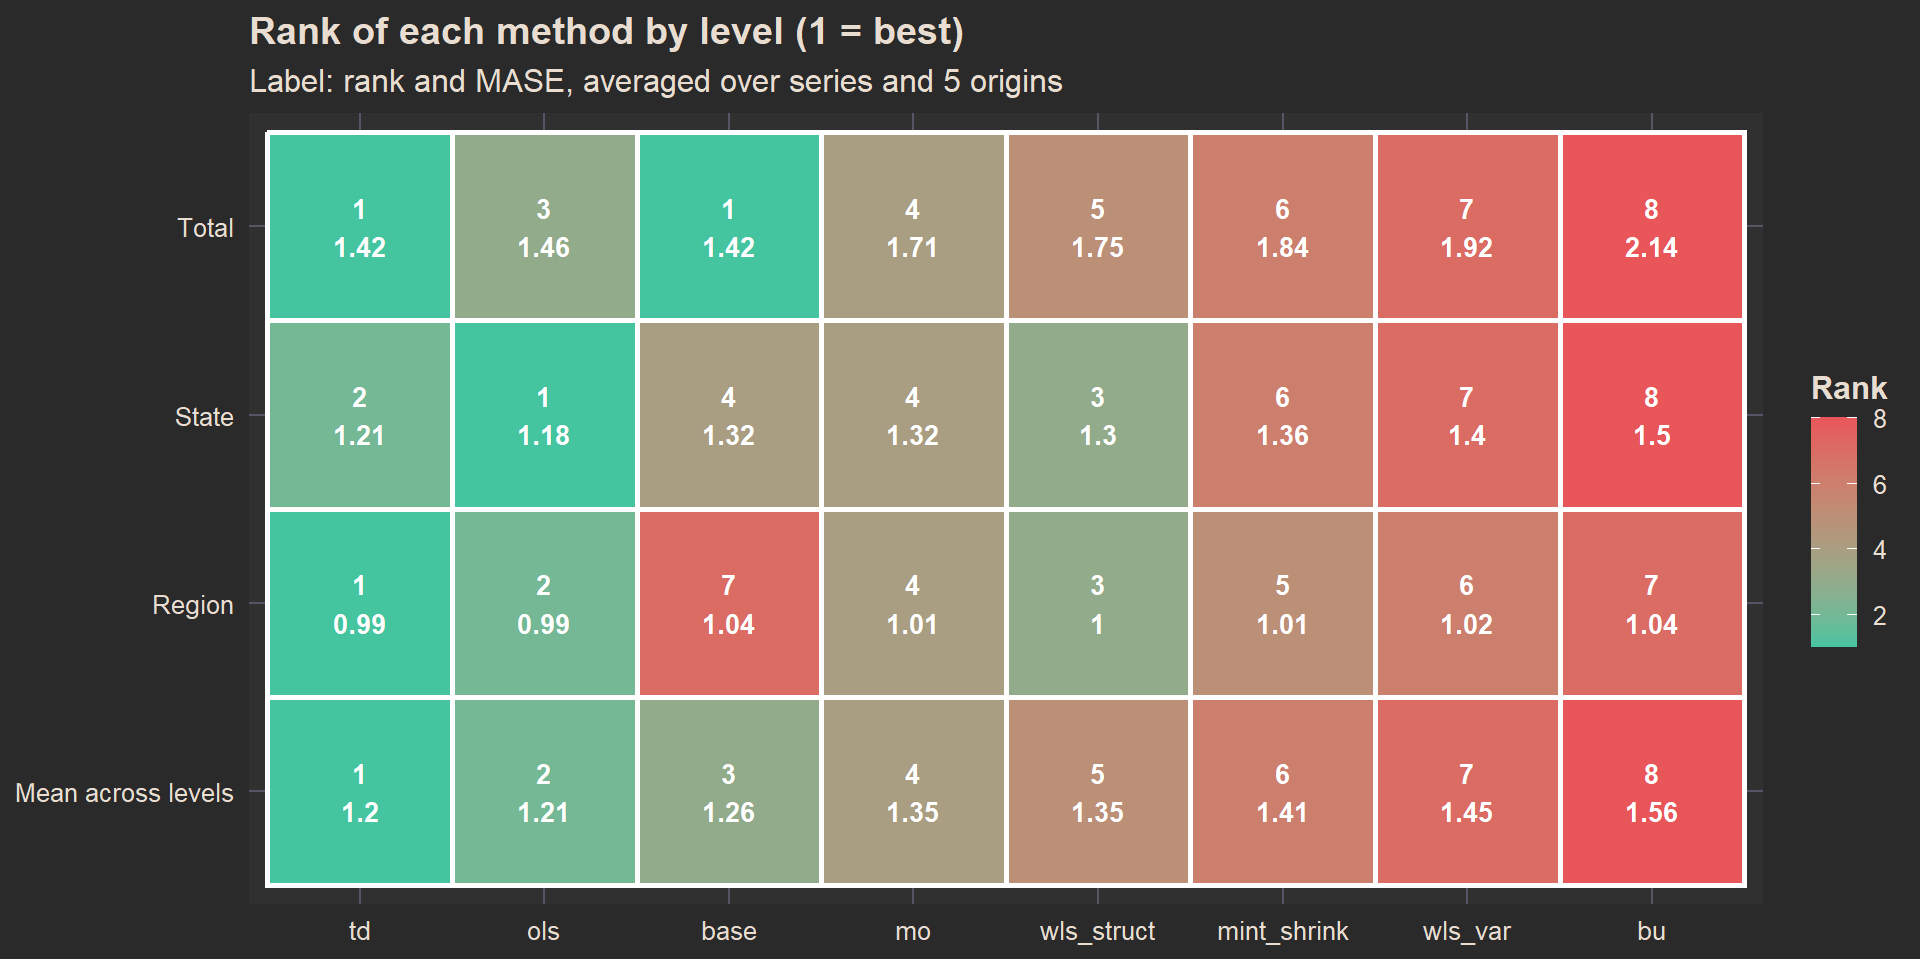 Rank of each method by level (1 = best)
Label: rank and MASE, averaged over series and 5 origins
Total
1 3 1 4 5 6 7 8
1.42 1.46 1.42 1.71 1.75 1.84 1.92 2.14
State
2 1 4 4 3 6 7 8
1.21 1.18 1.32 1.32 1.3 1.36 1.4 1.5
Region
1 2 7 4 3 5 6 7
0.99 0.99 1.04 1.01 1 1.01 1.02 1.04
Mean across levels
1 2 3 4 5 6 7 8
1.2 1.21 1.26 1.35 1.35 1.41 1.45 1.56
td ols base mo wls_struct mint_shrink wls_var bu
Rank
8
6
4
2